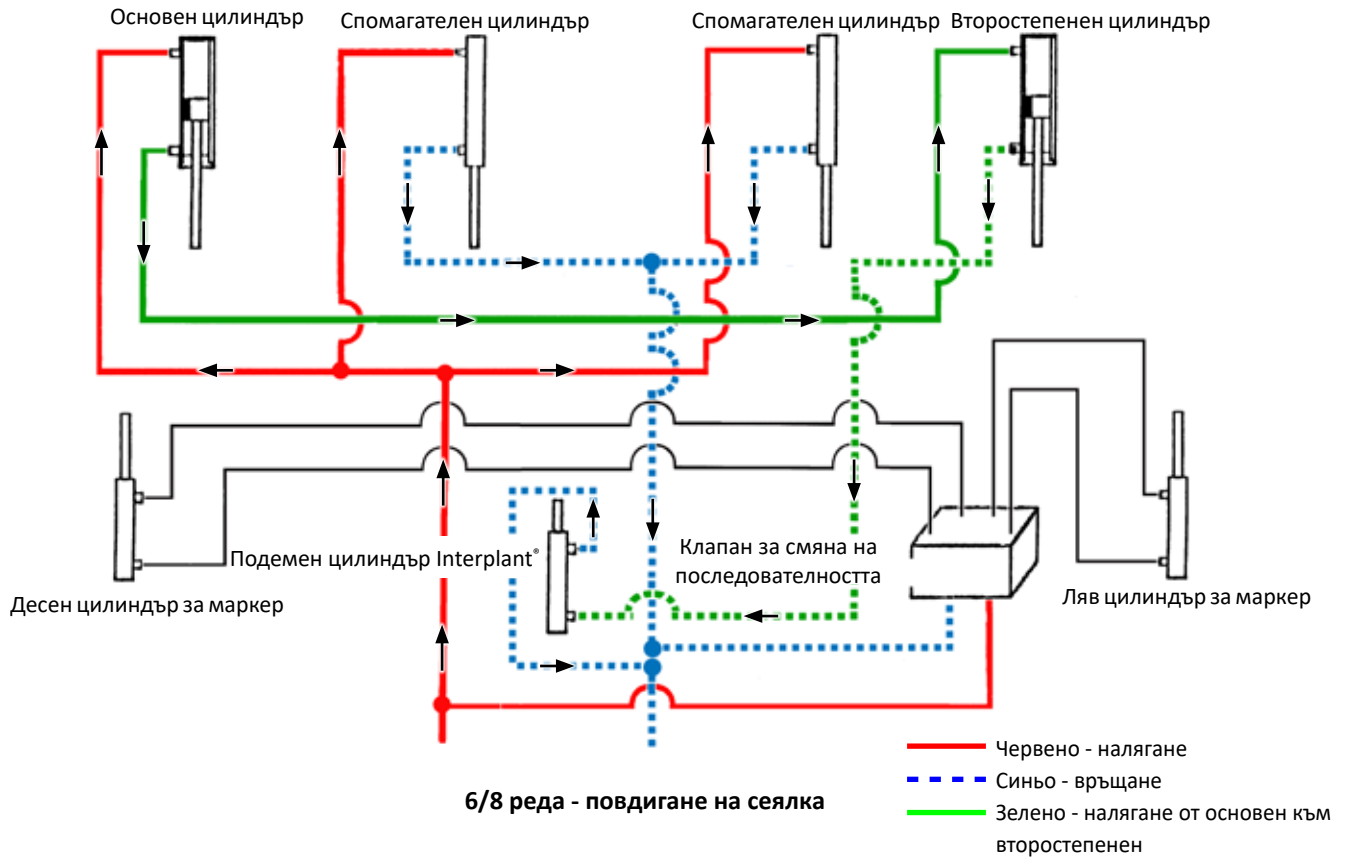 Основен цилиндър
Спомагателен цилиндър
Спомагателен цилиндър
Второстепенен цилиндър
Подемен цилиндър Interplant®
Клапан за смяна на
последователността
Десен цилиндър за маркер
Ляв цилиндър за маркер
Червено - налягане
Синьо - връщане
Зелено - налягане от основен към
второстепенен
6/8 реда - повдигане на сеялка